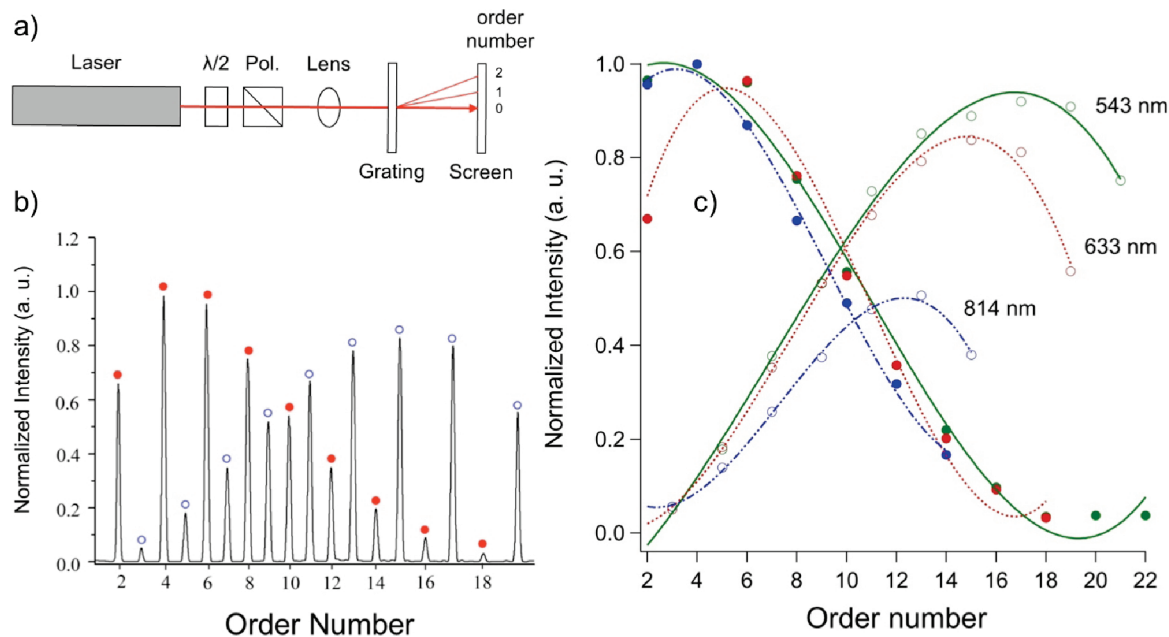 a)
order
number
Laser
λ/2
Pol.
Lens
2
1
0
Grating
Screen
b)
Normalized Intensity (a. u.)
1.2
1.0
0.8
0.6
0.4
0.2
0.0
2 4 6 8 10 12 14 16 18
Order Number
c)
Normalized Intensity (a. u.)
1.0
0.8
0.6
0.4
0.2
0.0
543 nm
633 nm
814 nm
2 4 6 8 10 12 14 16 18 20 22
Order number